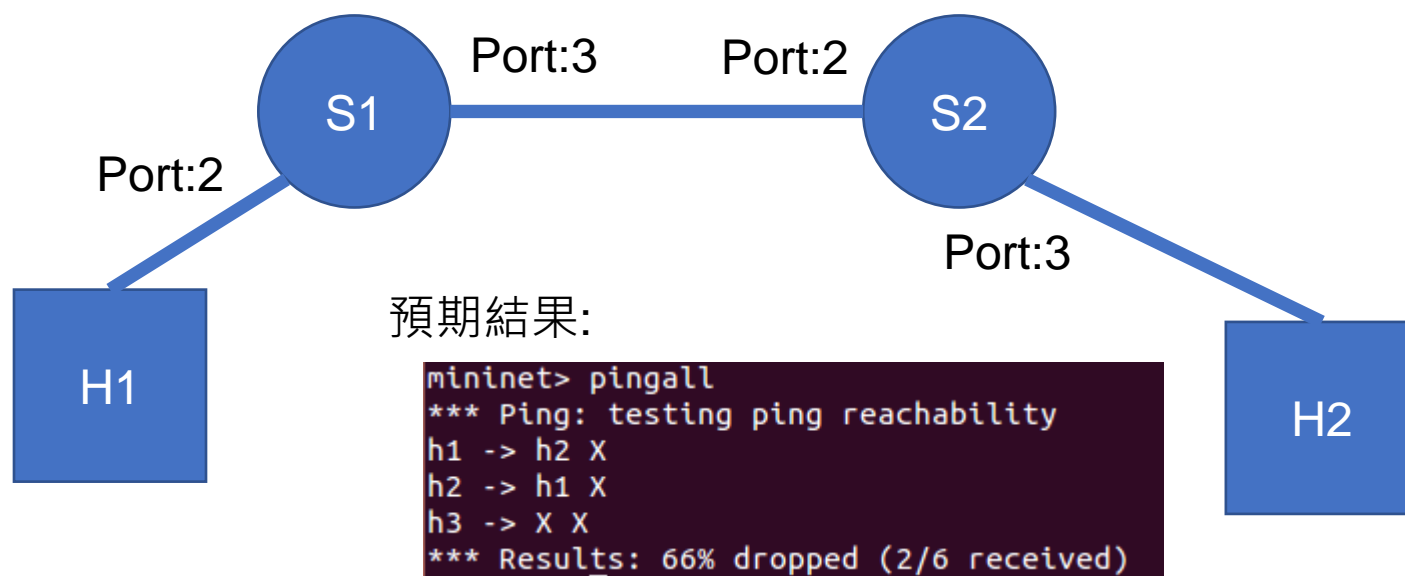 Port:3
Port:2
S1
S2
Port:2
Port:3
預期結果:
H1
H2
mininet> pingall
*** Ping: testing ping reachability
h1 -> h2 X
h2 -> h1 X
h3 -> X X
*** Results: 66% dropped (2/6 received)